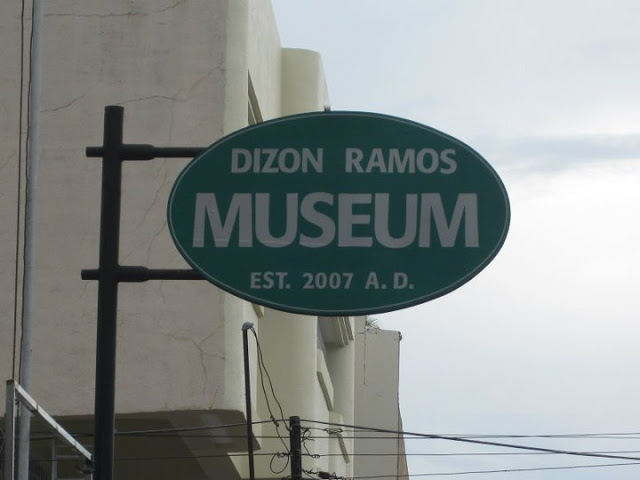 DIZON RAMOS
MUSEUM
EST. 2007 A.D.